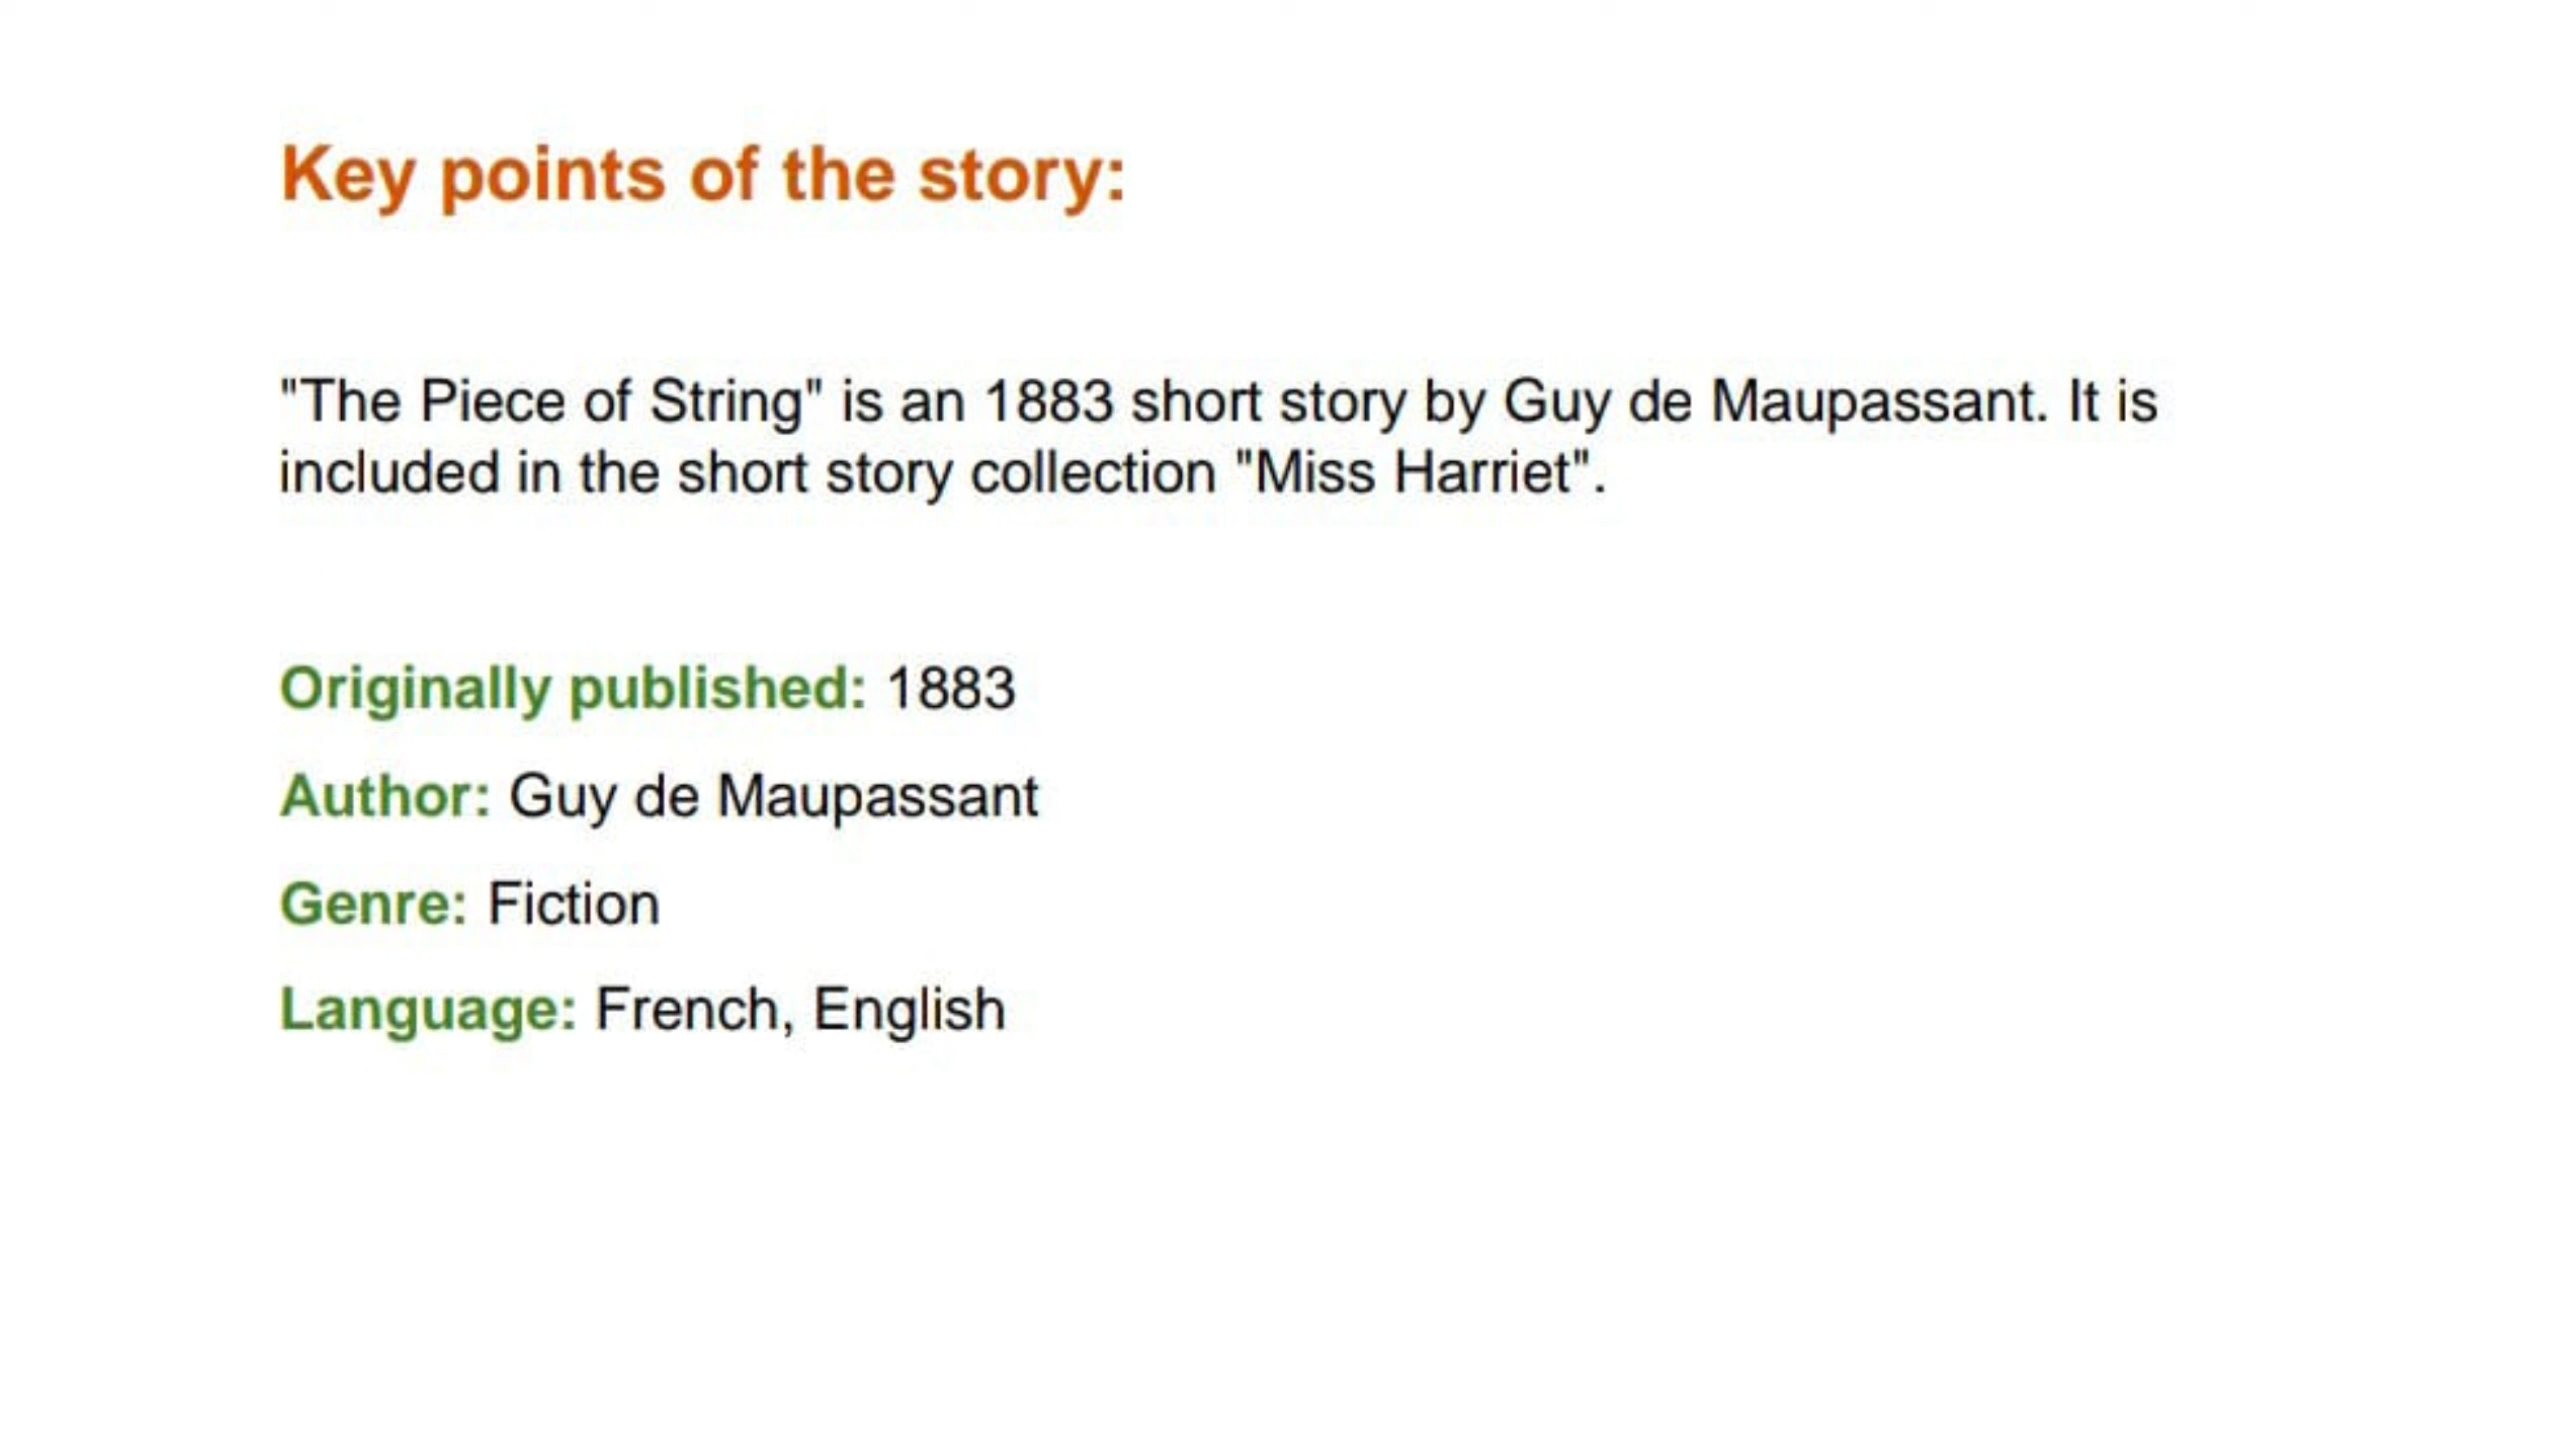 Key points of the story:
"The Piece of String" is an 1883 short story by Guy de Maupassant. It is
included in the short story collection "Miss Harriet".
Originally published: 1883
Author: Guy de Maupassant
Genre: Fiction
Language: French, English